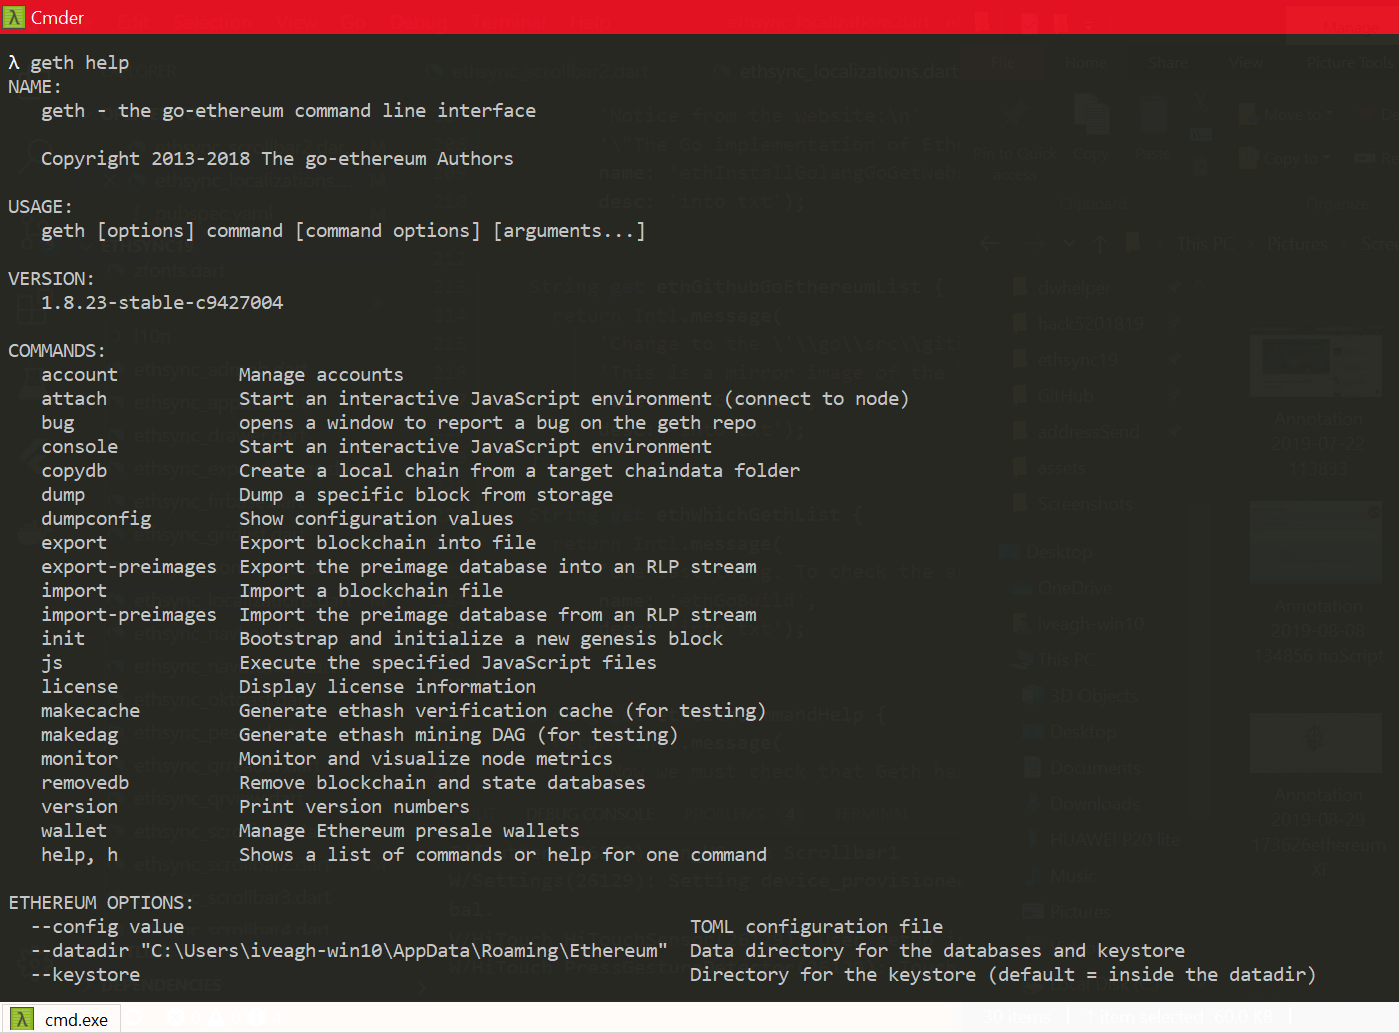 Cmder
λ geth help
NAME:
geth - the go-ethereum command line interface
Copyright 2013-2018 The go-ethereum Authors
USAGE:
geth [options] command [command options] [arguments...]
VERSION:
1.8.23-stable-c9427004
COMMANDS:
account Manage accounts
attach Start an interactive JavaScript environment (connect to node)
bug opens a window to report a bug on the geth repo
console Start an interactive JavaScript environment
copydb Create a local chain from a target chaindata folder
dump Dump a specific block from storage
dumpconfig Show configuration values
export Export blockchain into file
export-preimages Export the preimage database into an RLP stream
import Import a blockchain file
import-preimages Import the preimage database from an RLP stream
init Bootstrap and initialize a new genesis block
js Execute the specified JavaScript files
license Display license information
makecache Generate ethash verification cache (for testing)
makedag Generate ethash mining DAG (for testing)
monitor Monitor and visualize node metrics
removedb Remove blockchain and state databases
version Print version numbers
wallet Manage Ethereum presale wallets
help, h Shows a list of commands or help for one command
ETHEREUM OPTIONS:
--config value TOML configuration file
--datadir "C:\Users\iveagh-win10\AppData\Roaming\Ethereum" Data directory for the databases and keystore
--keystore Directory for the keystore (default = inside the datadir)
cmd.exe